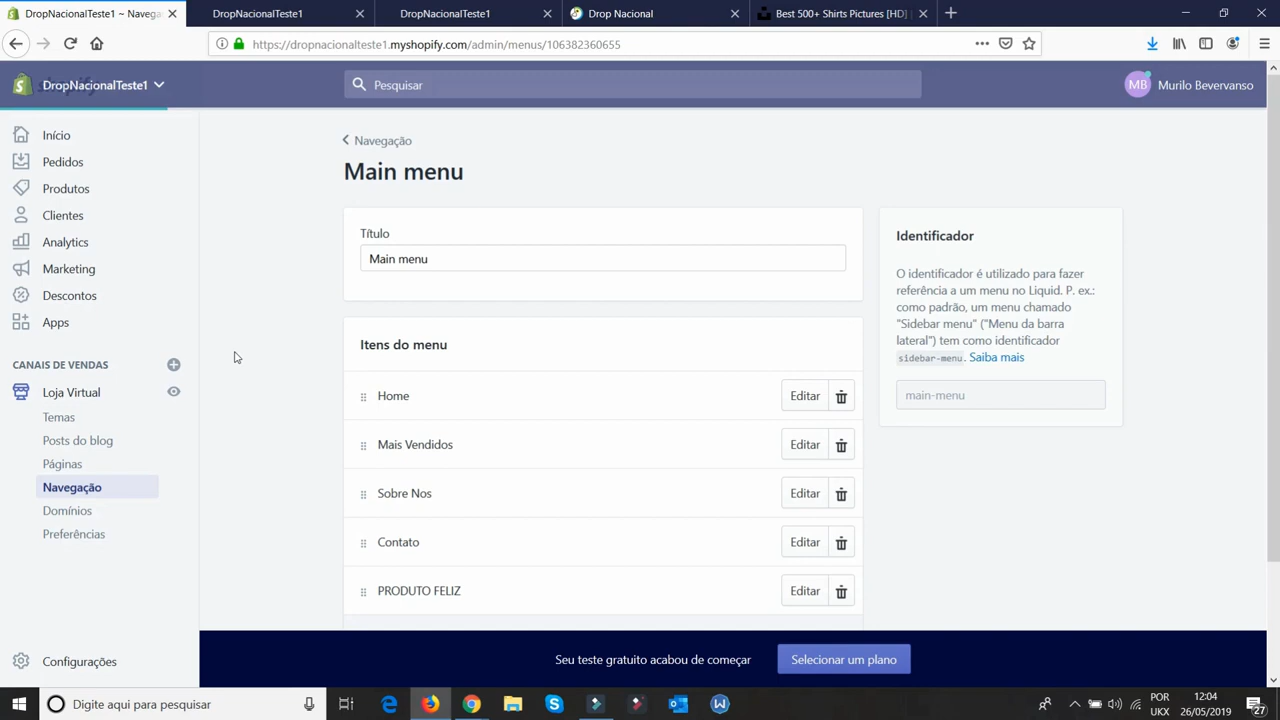 DropNacionalTeste1 ~ Navega
DropNacionalTeste1
DropNacionalTeste1
Drop Nacional
Best 500+ Shirts Pictures [HD] |
https://dropnacionalteste1.myshopify.com/admin/menus/106382360655
DropNacionalTeste1
Pesquisar
MB
Murilo Bevervanso
Início
Pedidos
Produtos
Clientes
Analytics
Marketing
Descontos
Apps
CANAIS DE VENDAS
Loja Virtual
Temas
Posts do blog
Páginas
Navegação
Domínios
Preferências
Configurações
Navegação
Main menu
Título
Main menu
Itens do menu
Home
Editar
Mais Vendidos
Editar
Sobre Nos
Editar
Contato
Editar
PRODUTO FELIZ
Editar
Identificador
O identificador é utilizado para fazer
referência a um menu no Liquid. P. ex.:
como padrão, um menu chamado
"Sidebar menu" ("Menu da barra
lateral") tem como identificador
sidebar-menu. Saiba mais
main-menu
Seu teste gratuito acabou de começar
Selecionar um plano
Digite aqui para pesquisar
POR
UKX
12:04
26/05/2019
27